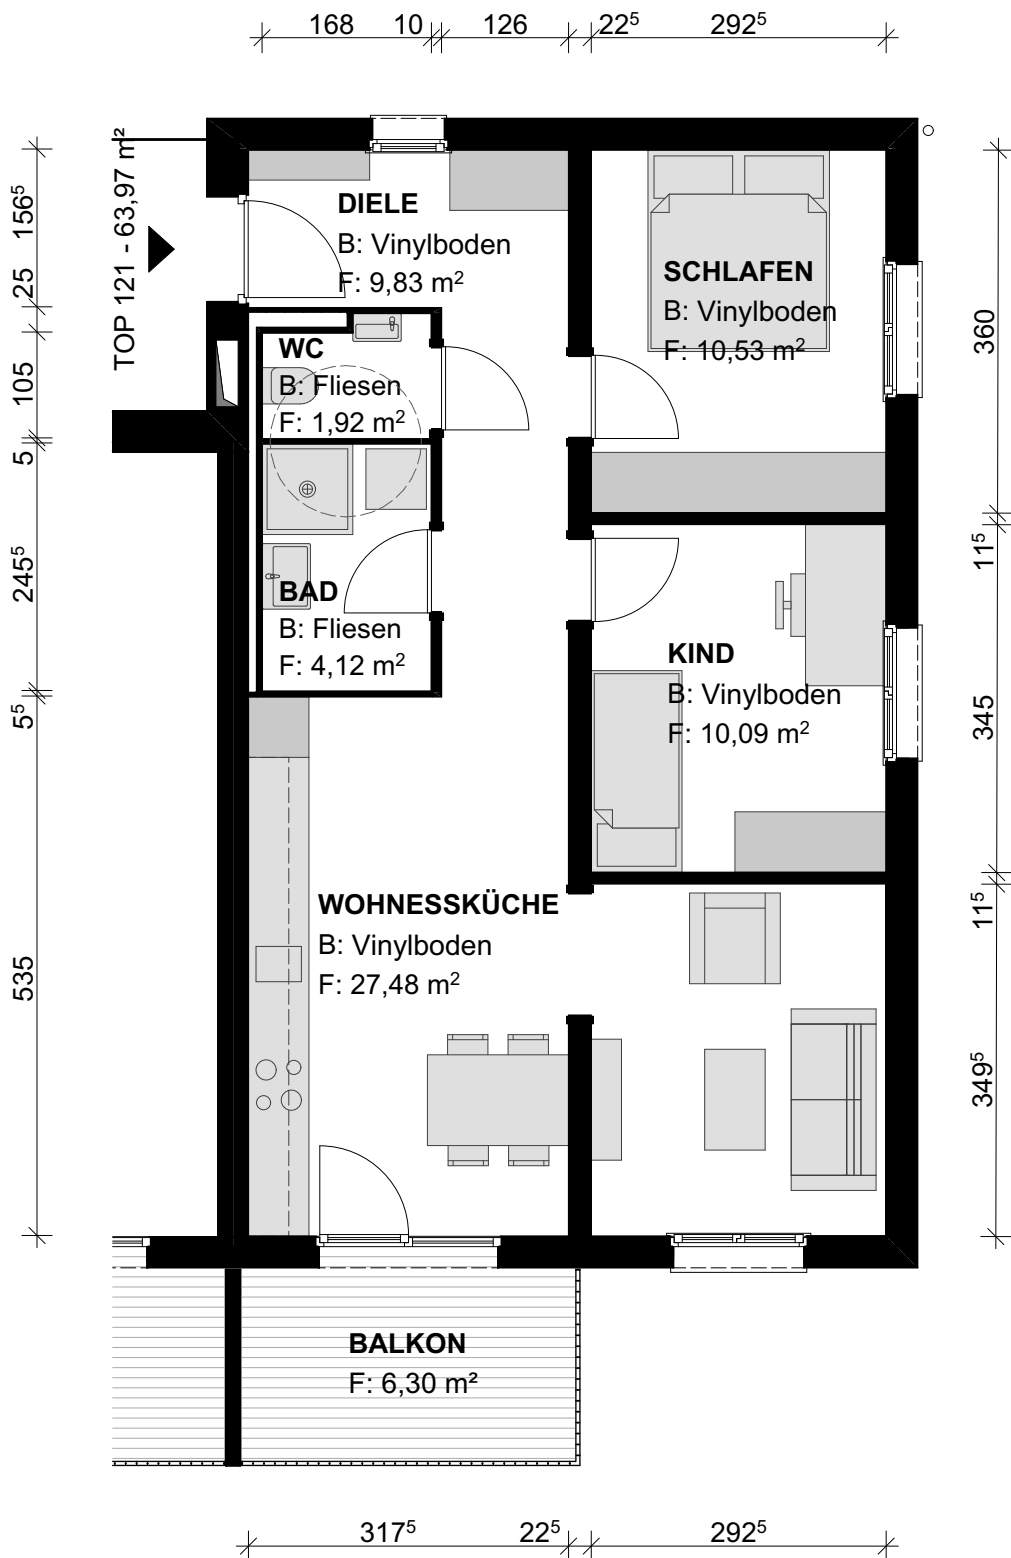 168 10 126 22⁵ 292⁵
TOP 121 - 63,97 m²
156⁵
25
105
5
245⁵
5⁵
535
DIELE
B: Vinylboden
F: 9,83 m²
SCHLAFEN
B: Vinylboden
F: 10,53 m²
WC
B: Fliesen
F: 1,92 m²
BAD
B: Fliesen
F: 4,12 m²
KIND
B: Vinylboden
F: 10,09 m²
WOHNESSKÜCHE
B: Vinylboden
F: 27,48 m²
BALKON
F: 6,30 m²
360
11⁵
345
11⁵
349⁵
317⁵ 22⁵ 292⁵